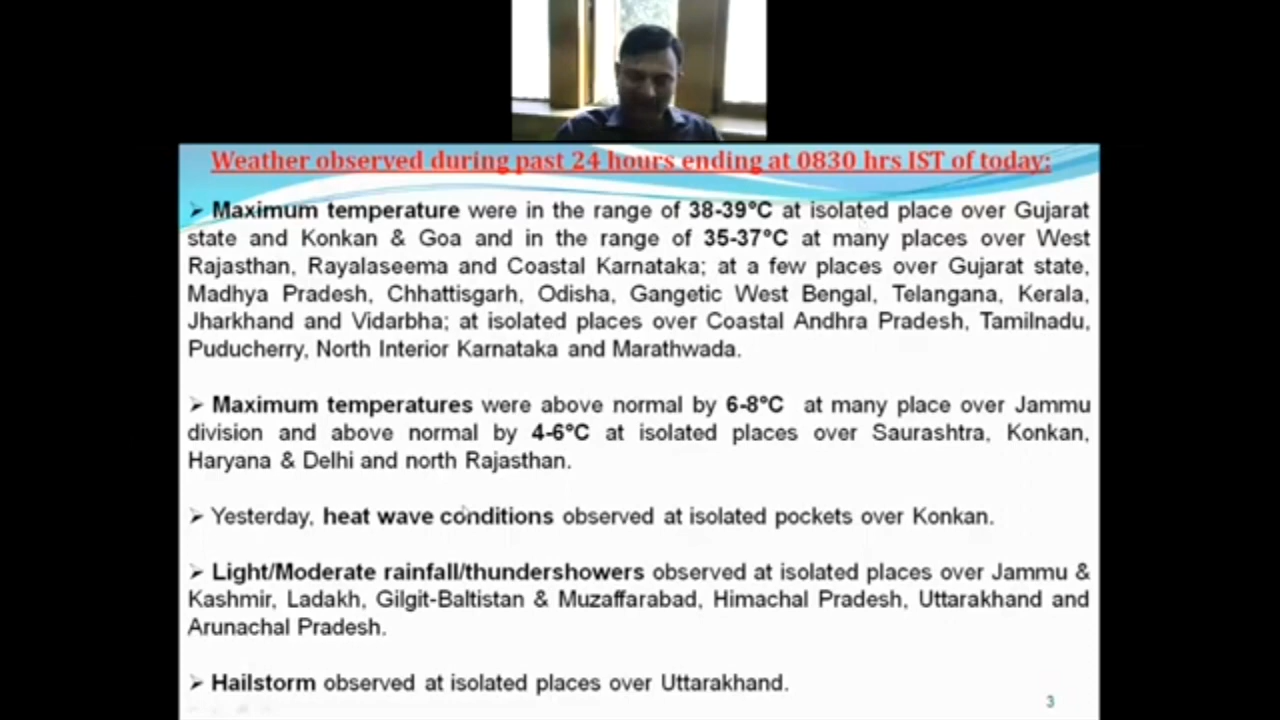 Weather observed during past 24 hours ending at 0830 hrs IST of today:
➢ Maximum temperature were in the range of 38-39°C at isolated place over Gujarat
state and Konkan & Goa and in the range of 35-37°C at many places over West
Rajasthan, Rayalaseema and Coastal Karnataka; at a few places over Gujarat state,
Madhya Pradesh, Chhattisgarh, Odisha, Gangetic West Bengal, Telangana, Kerala,
Jharkhand and Vidarbha; at isolated places over Coastal Andhra Pradesh, Tamilnadu,
Puducherry, North Interior Karnataka and Marathwada.
➢ Maximum temperatures were above normal by 6-8°C at many place over Jammu
division and above normal by 4-6°C at isolated places over Saurashtra, Konkan,
Haryana & Delhi and north Rajasthan.
➢ Yesterday, heat wave conditions observed at isolated pockets over Konkan.
➢ Light/Moderate rainfall/thundershowers observed at isolated places over Jammu &
Kashmir, Ladakh, Gilgit-Baltistan & Muzaffarabad, Himachal Pradesh, Uttarakhand and
Arunachal Pradesh.
➢ Hailstorm observed at isolated places over Uttarakhand.
3